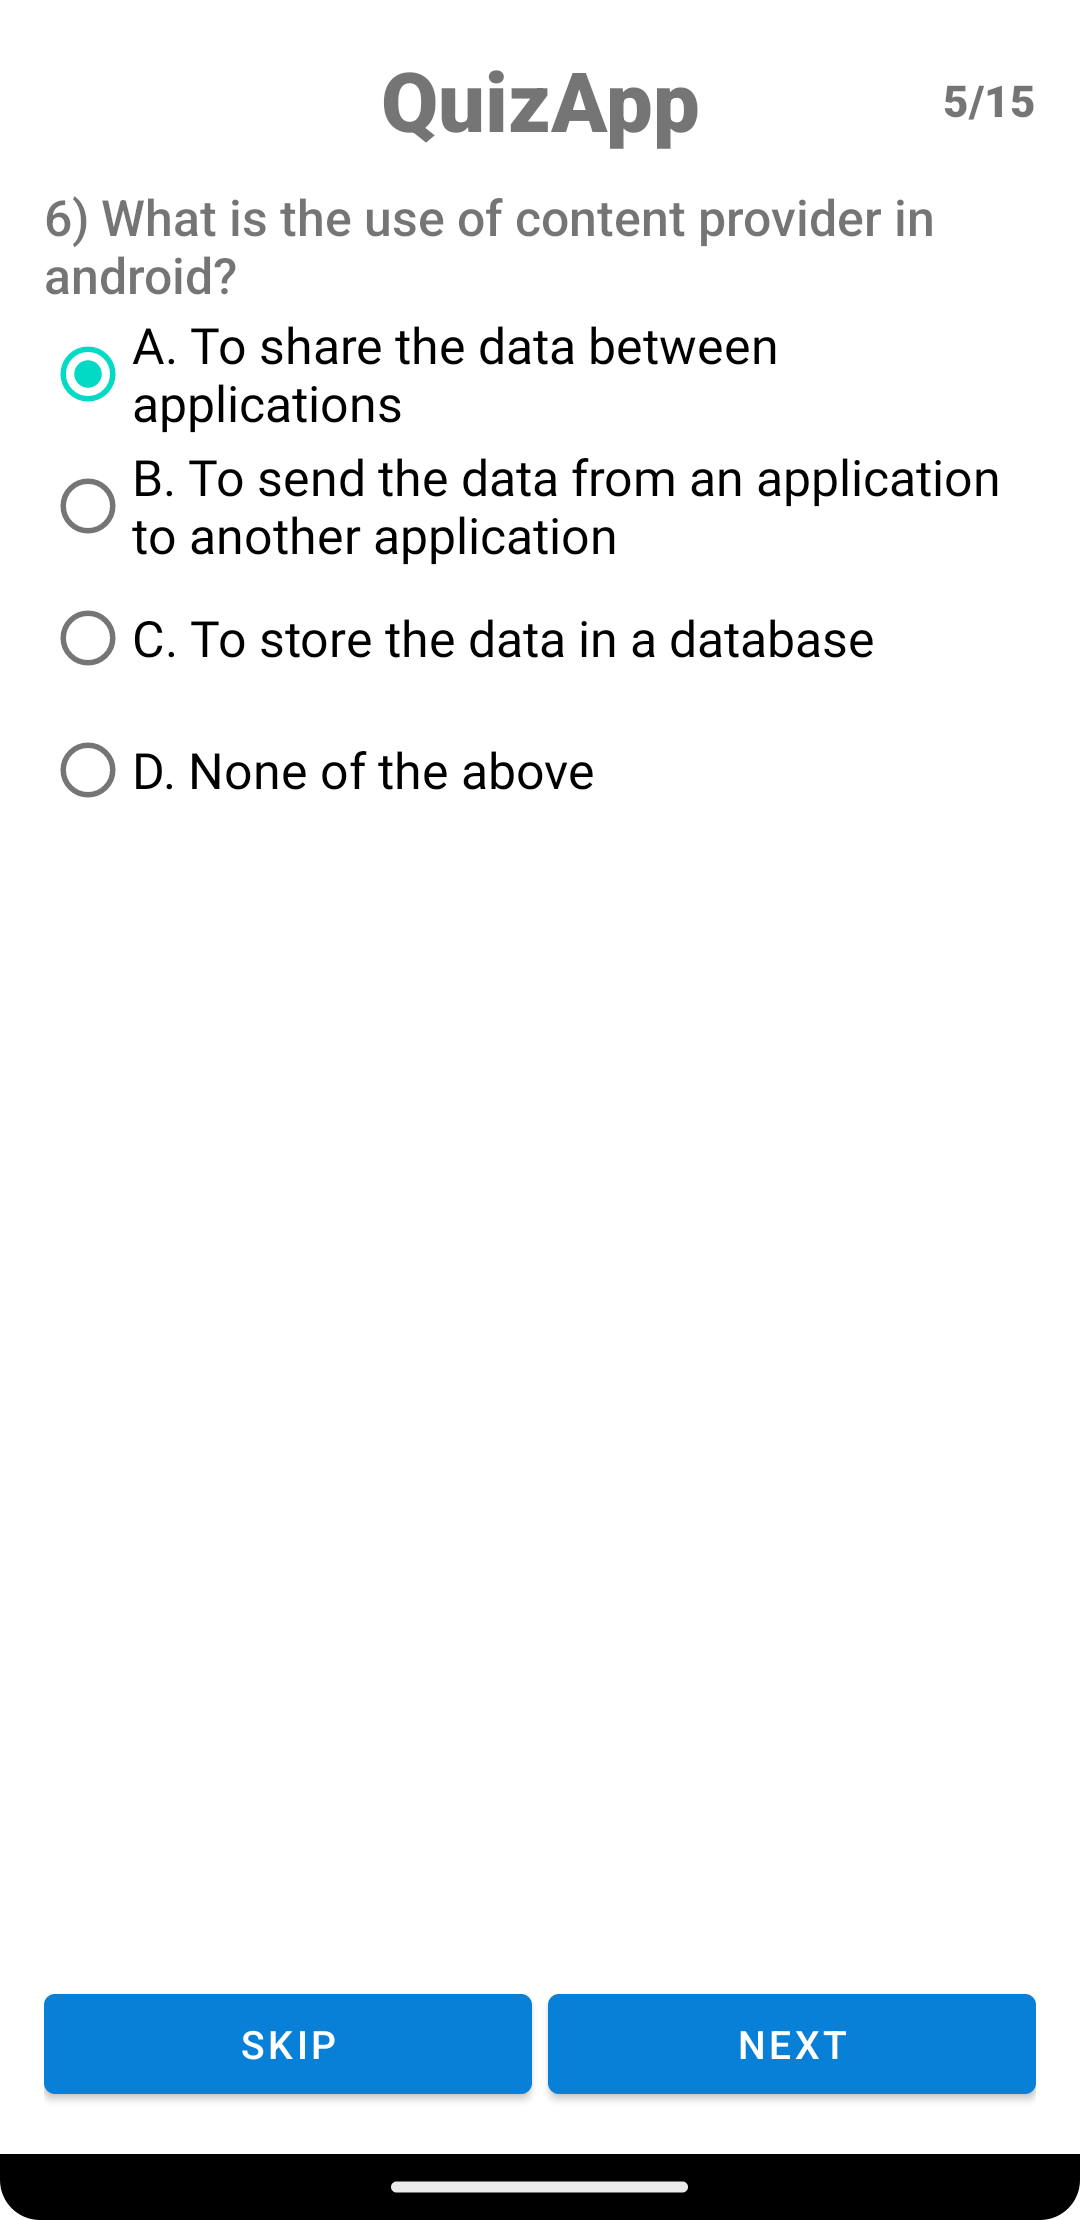 QuizApp
5/15
6) What is the use of content provider in
android?
A. To share the data between
applications
B. To send the data from an application
to another application
C. To store the data in a database
D. None of the above
SKIP
NEXT